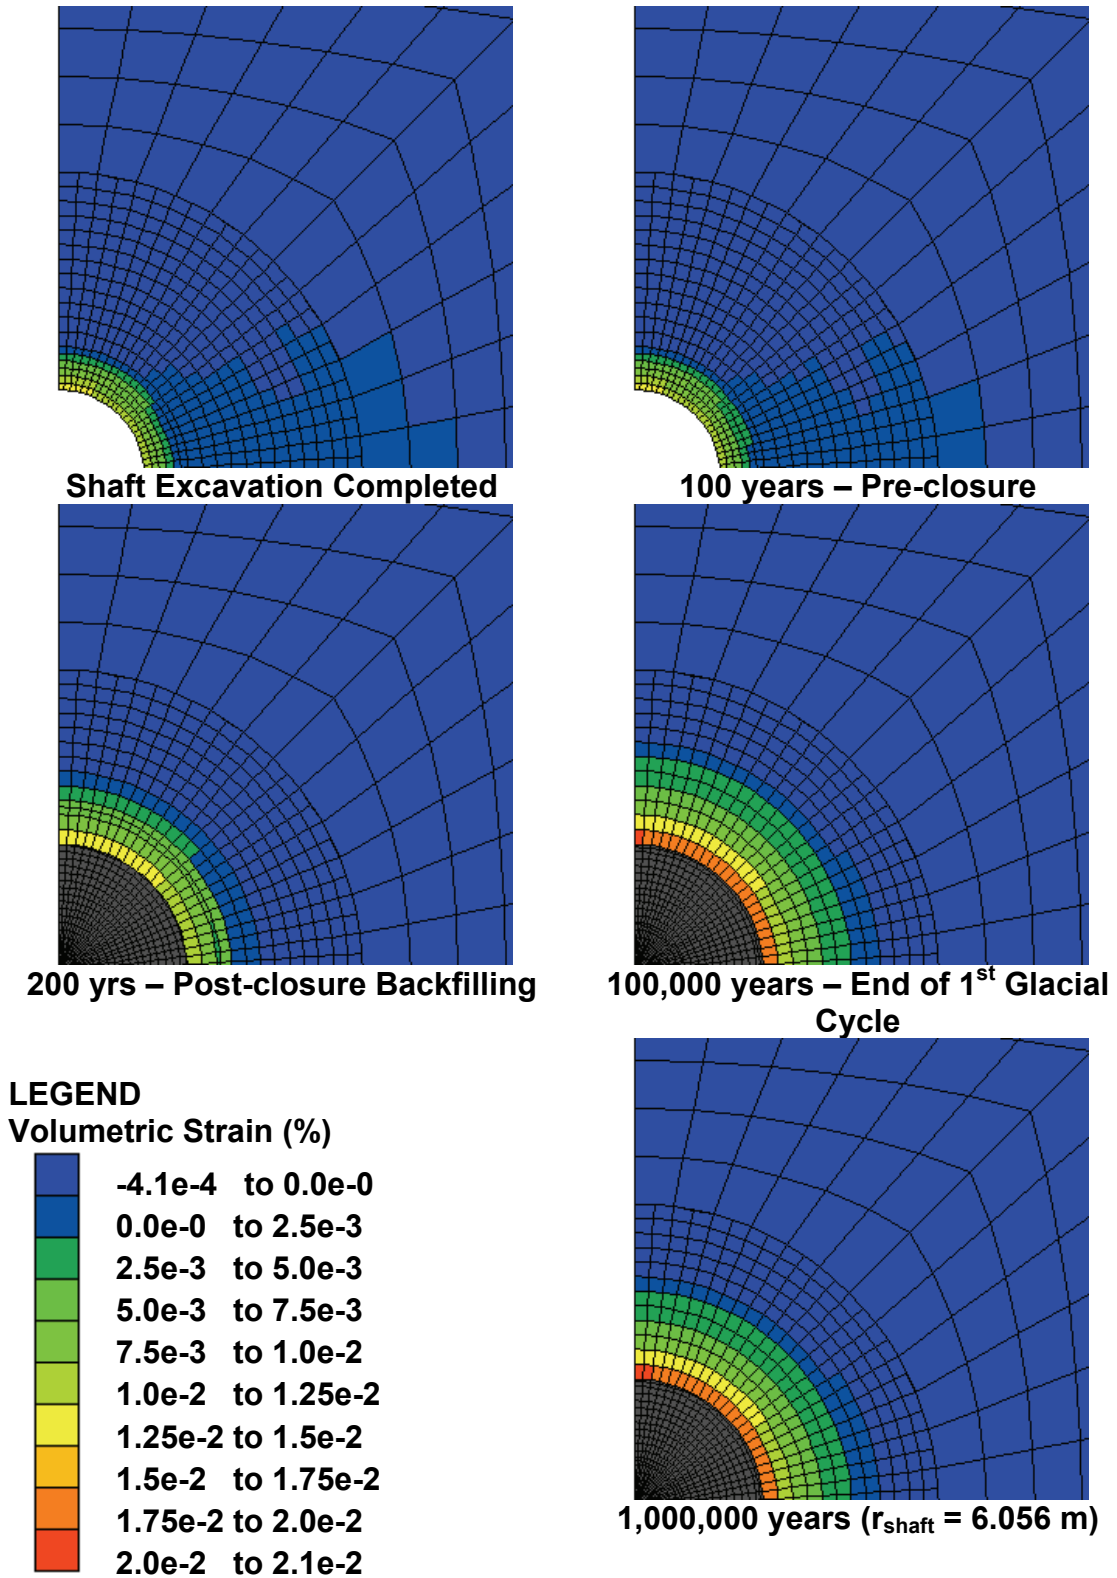 Shaft Excavation Completed
100 years – Pre-closure
200 yrs – Post-closure Backfilling
100,000 years – End of 1st Glacial
Cycle
LEGEND
Volumetric Strain (%)
-4.1e-4 to 0.0e-0
0.0e-0 to 2.5e-3
2.5e-3 to 5.0e-3
5.0e-3 to 7.5e-3
7.5e-3 to 1.0e-2
1.0e-2 to 1.25e-2
1.25e-2 to 1.5e-2
1.5e-2 to 1.75e-2
1.75e-2 to 2.0e-2
2.0e-2 to 2.1e-2
1,000,000 years (rshaft = 6.056 m)